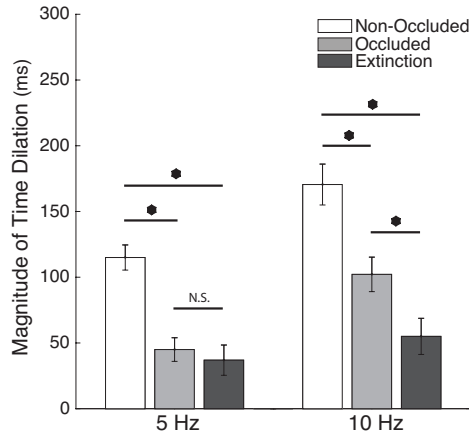 Non-Occluded
Occluded
Extinction
Magnitude of Time Dilation (ms)
300
250
200
150
100
50
0
N.S.
5 Hz
10 Hz